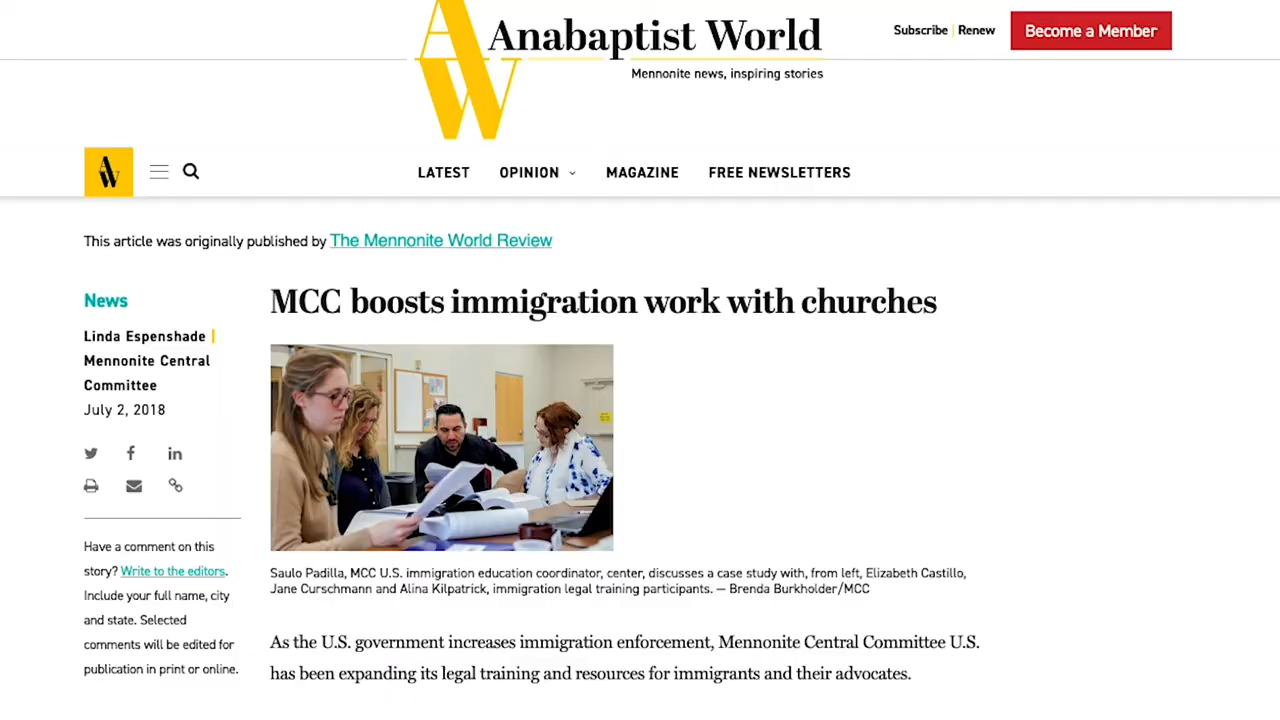 Anabaptist World
Mennonite news, inspiring stories
Subscribe | Renew
Become a Member
AW
LATEST
OPINION
MAGAZINE
FREE NEWSLETTERS
This article was originally published by The Mennonite World Review
News
Linda Espenshade |
Mennonite Central
Committee
July 2, 2018
Have a comment on this
story? Write to the editors.
Include your full name, city
and state. Selected
comments will be edited for
publication in print or online.
MCC boosts immigration work with churches
Saulo Padilla, MCC U.S. immigration education coordinator, center, discusses a case study with, from left, Elizabeth Castillo,
Jane Curschmann and Alina Kilpatrick, immigration legal training participants. — Brenda Burkholder/MCC
As the U.S. government increases immigration enforcement, Mennonite Central Committee U.S.
has been expanding its legal training and resources for immigrants and their advocates.